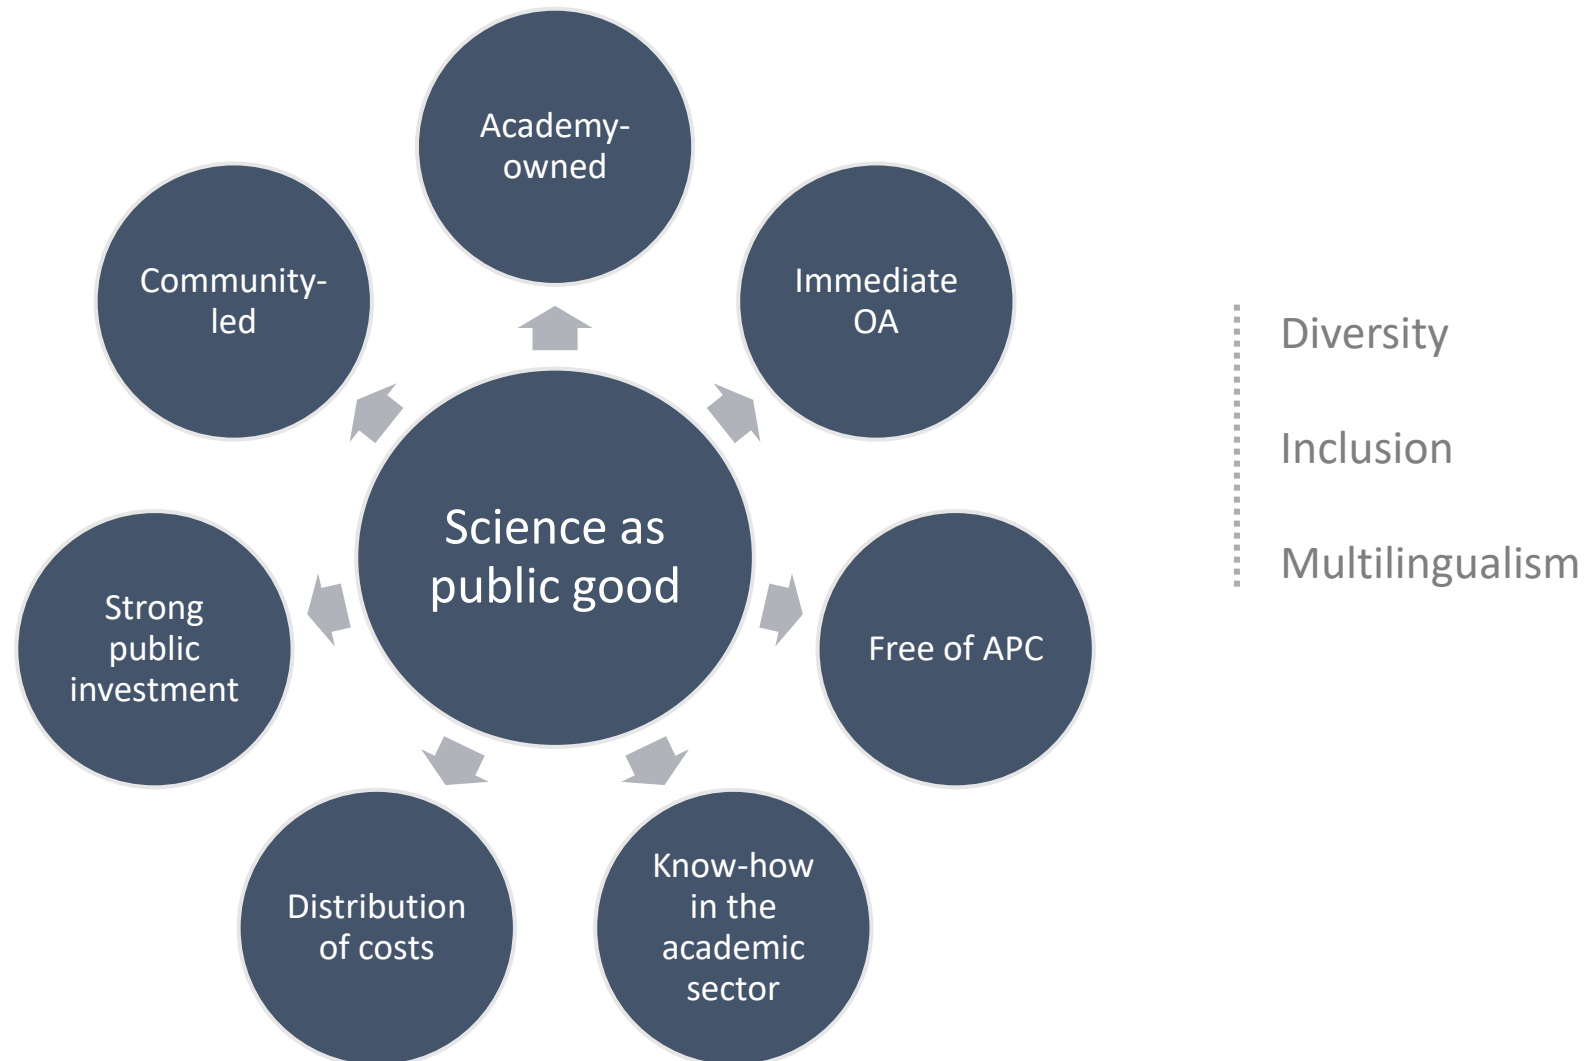 Academy-
owned
Community-
led
Immediate
OA
Science as
public good
Strong
public
investment
Free of APC
Distribution
of costs
Know-how
in the
academic
sector
Diversity
Inclusion
Multilingualism